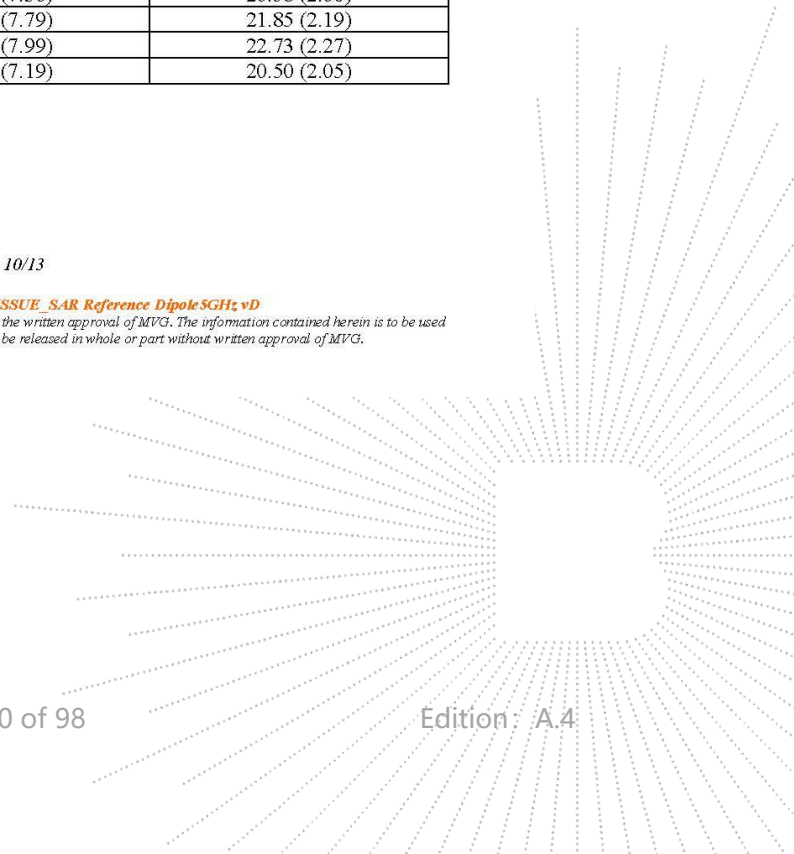 (7.79) 21.85 (2.19)
(7.99) 22.73 (2.27)
(7.19) 20.50 (2.05)
10/13
SSUE_SAR Reference Dipole5GHz vD
the written approval of MVG. The information contained herein is to be used
be released in whole or part without written approval of MVG.
0 of 98 Edition： A.4